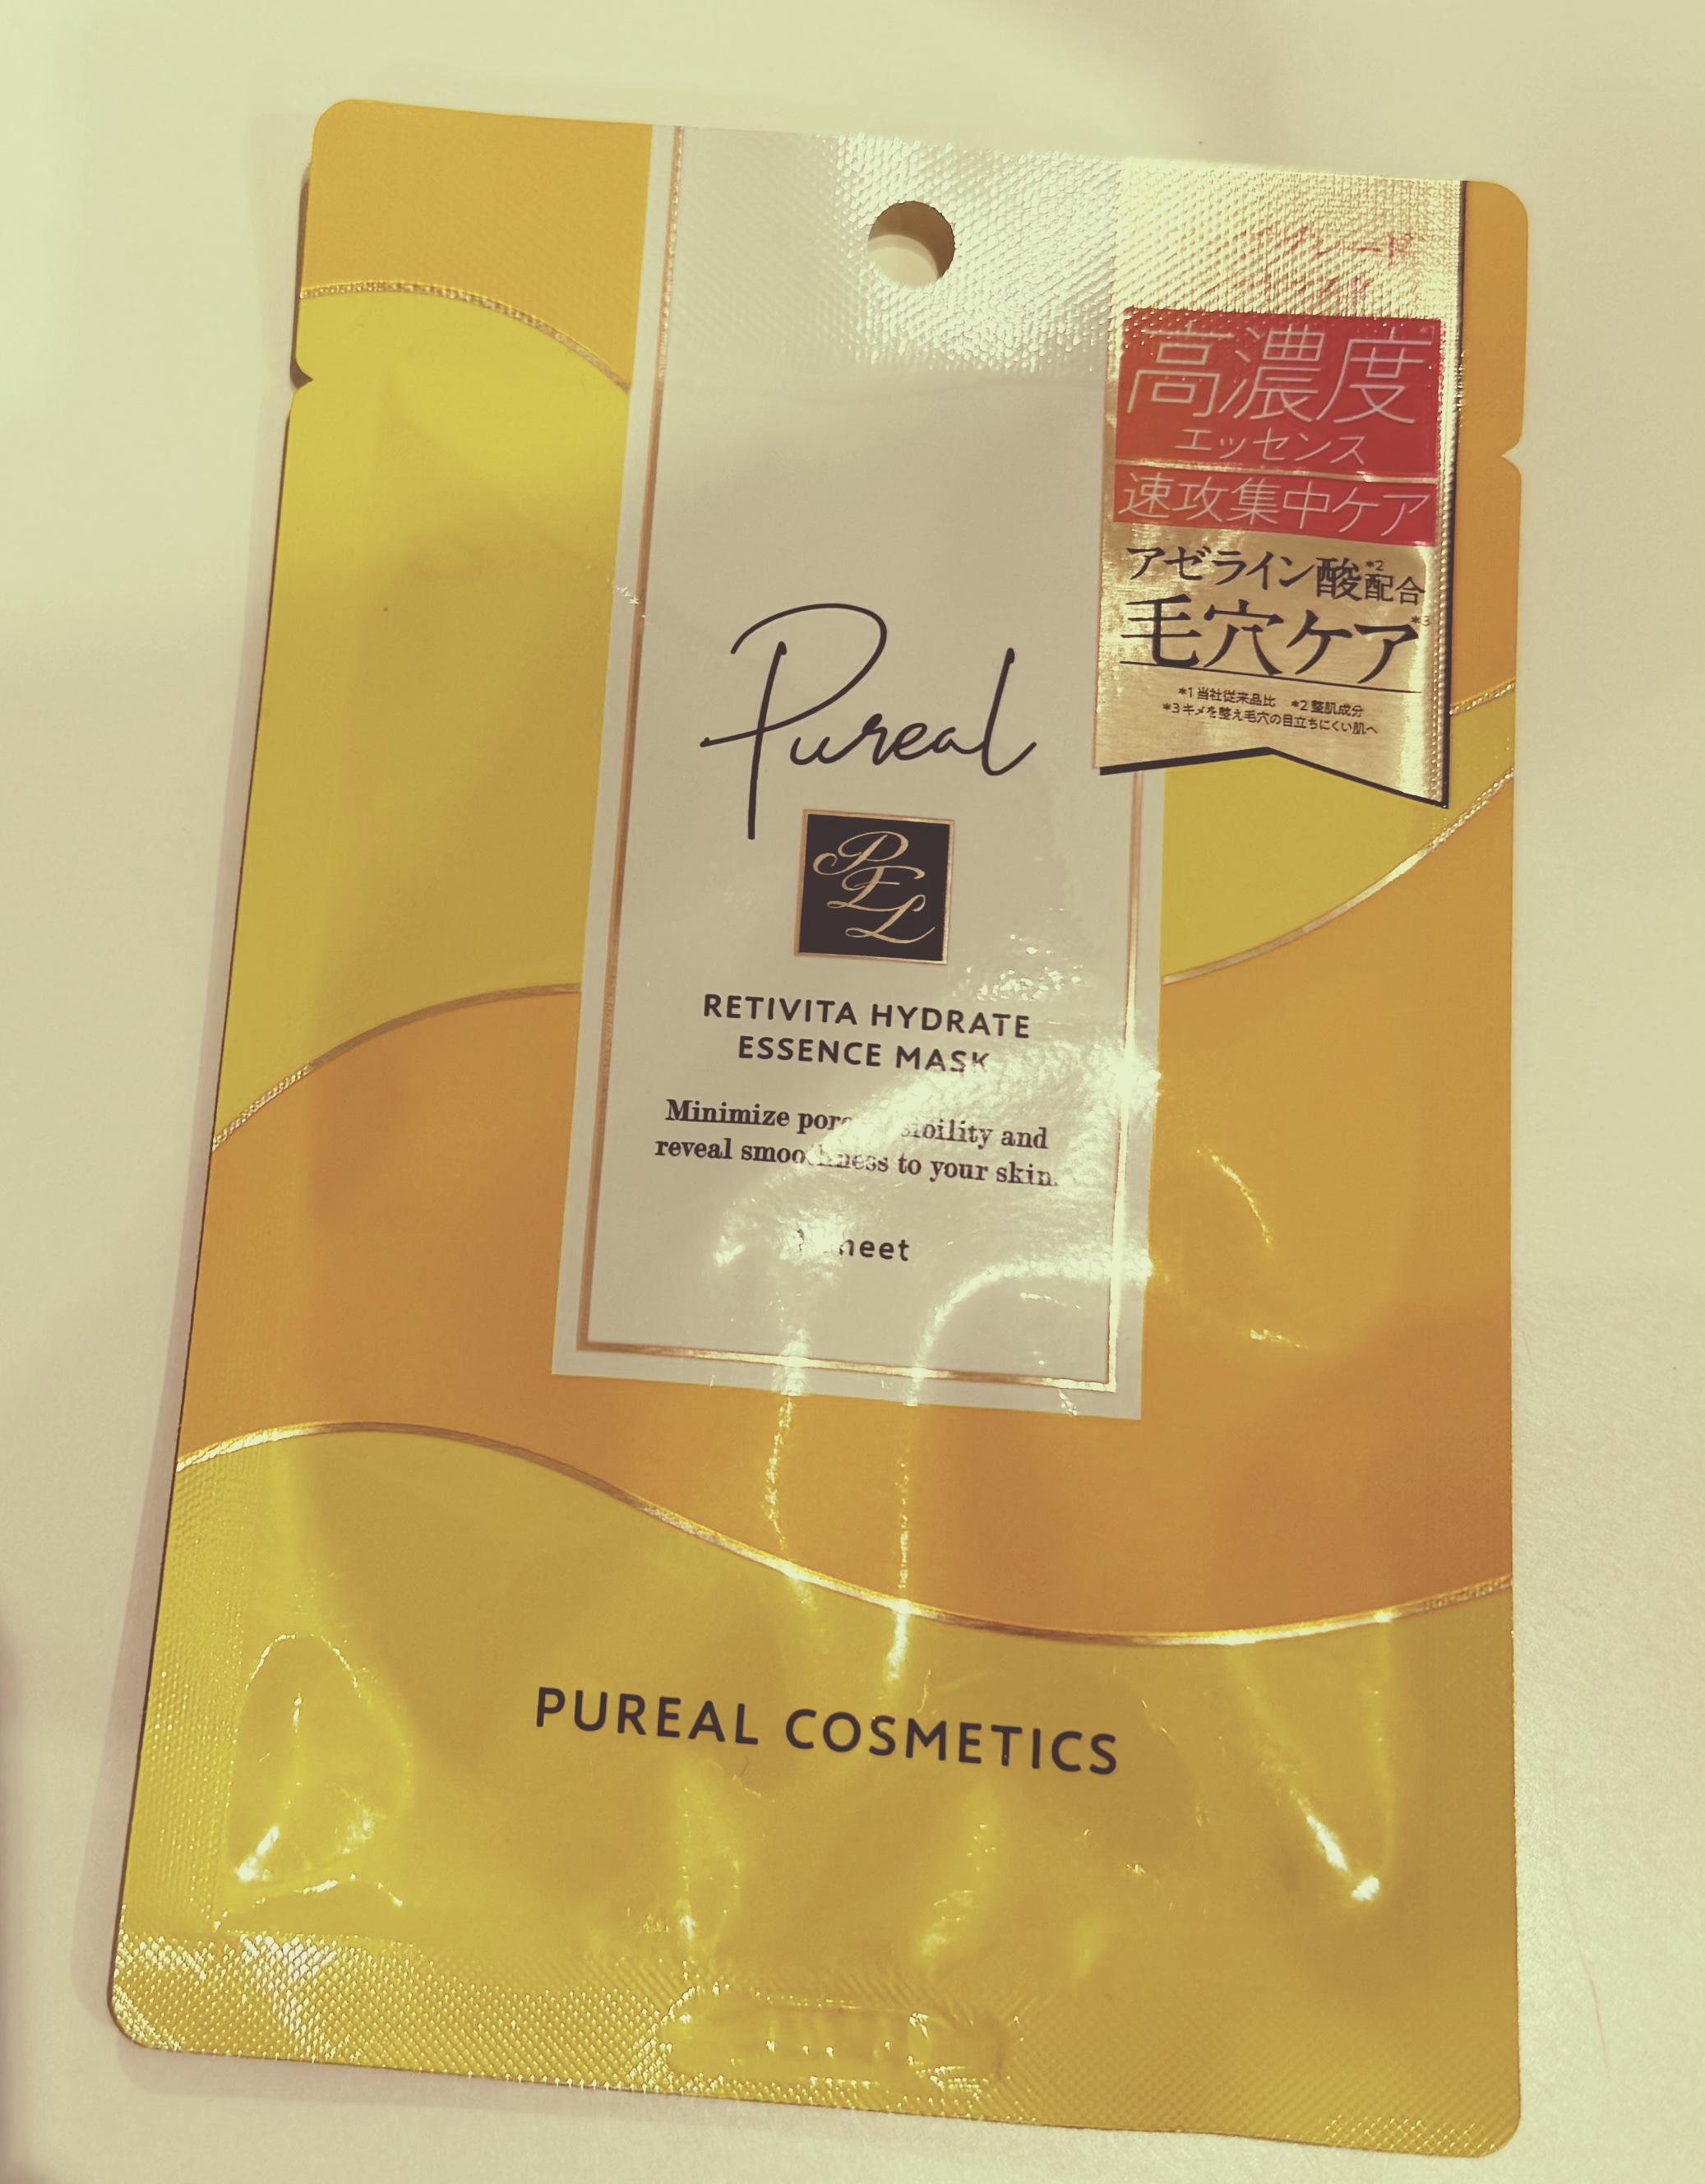 高濃度
エッセンス
速攻集中ケア
アゼライン酸*2配合
毛穴ケア*3
*1 当社従来品比 *2 整肌成分
*3 キメを整え毛穴の目立ちにくい肌へ
Pureal
PEL
RETIVITA HYDRATE
ESSENCE MASK
Minimize and
reveal smoothness to your skin.
PUREAL COSMETICS